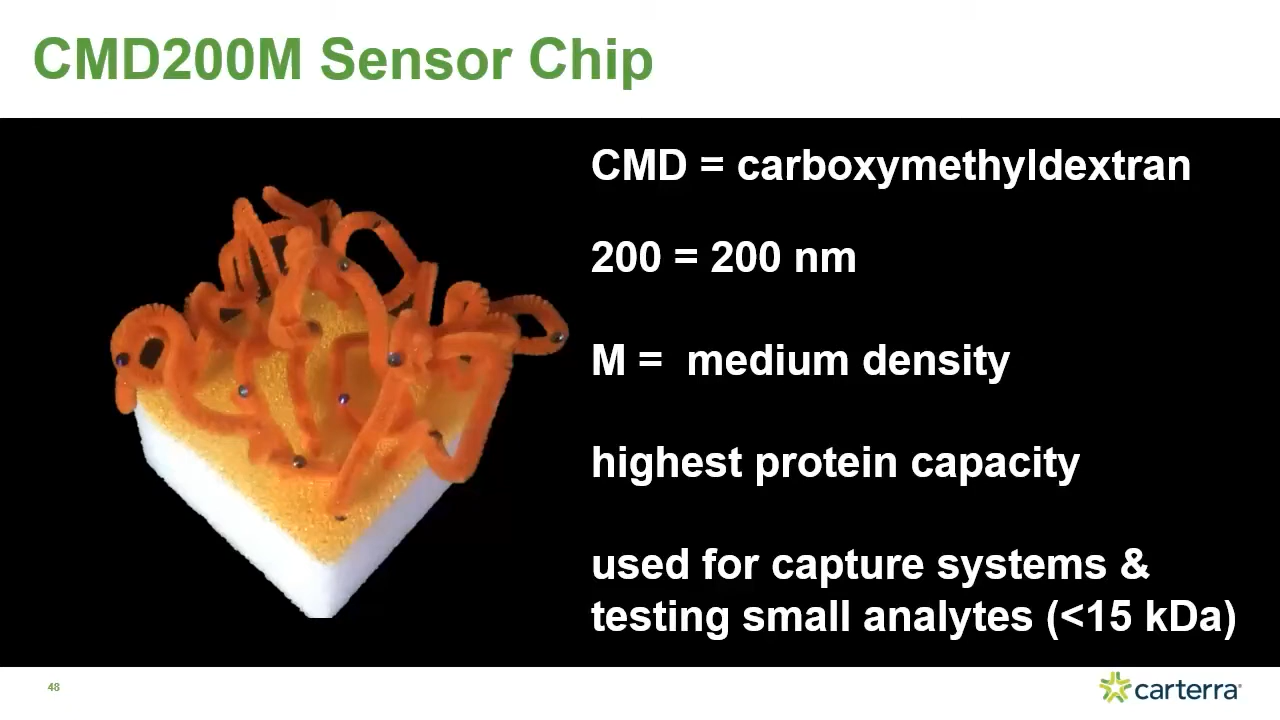 CMD200M Sensor Chip
CMD = carboxymethyldextran
200 = 200 nm
M = medium density
highest protein capacity
used for capture systems &
testing small analytes (<15 kDa)
48
carterra